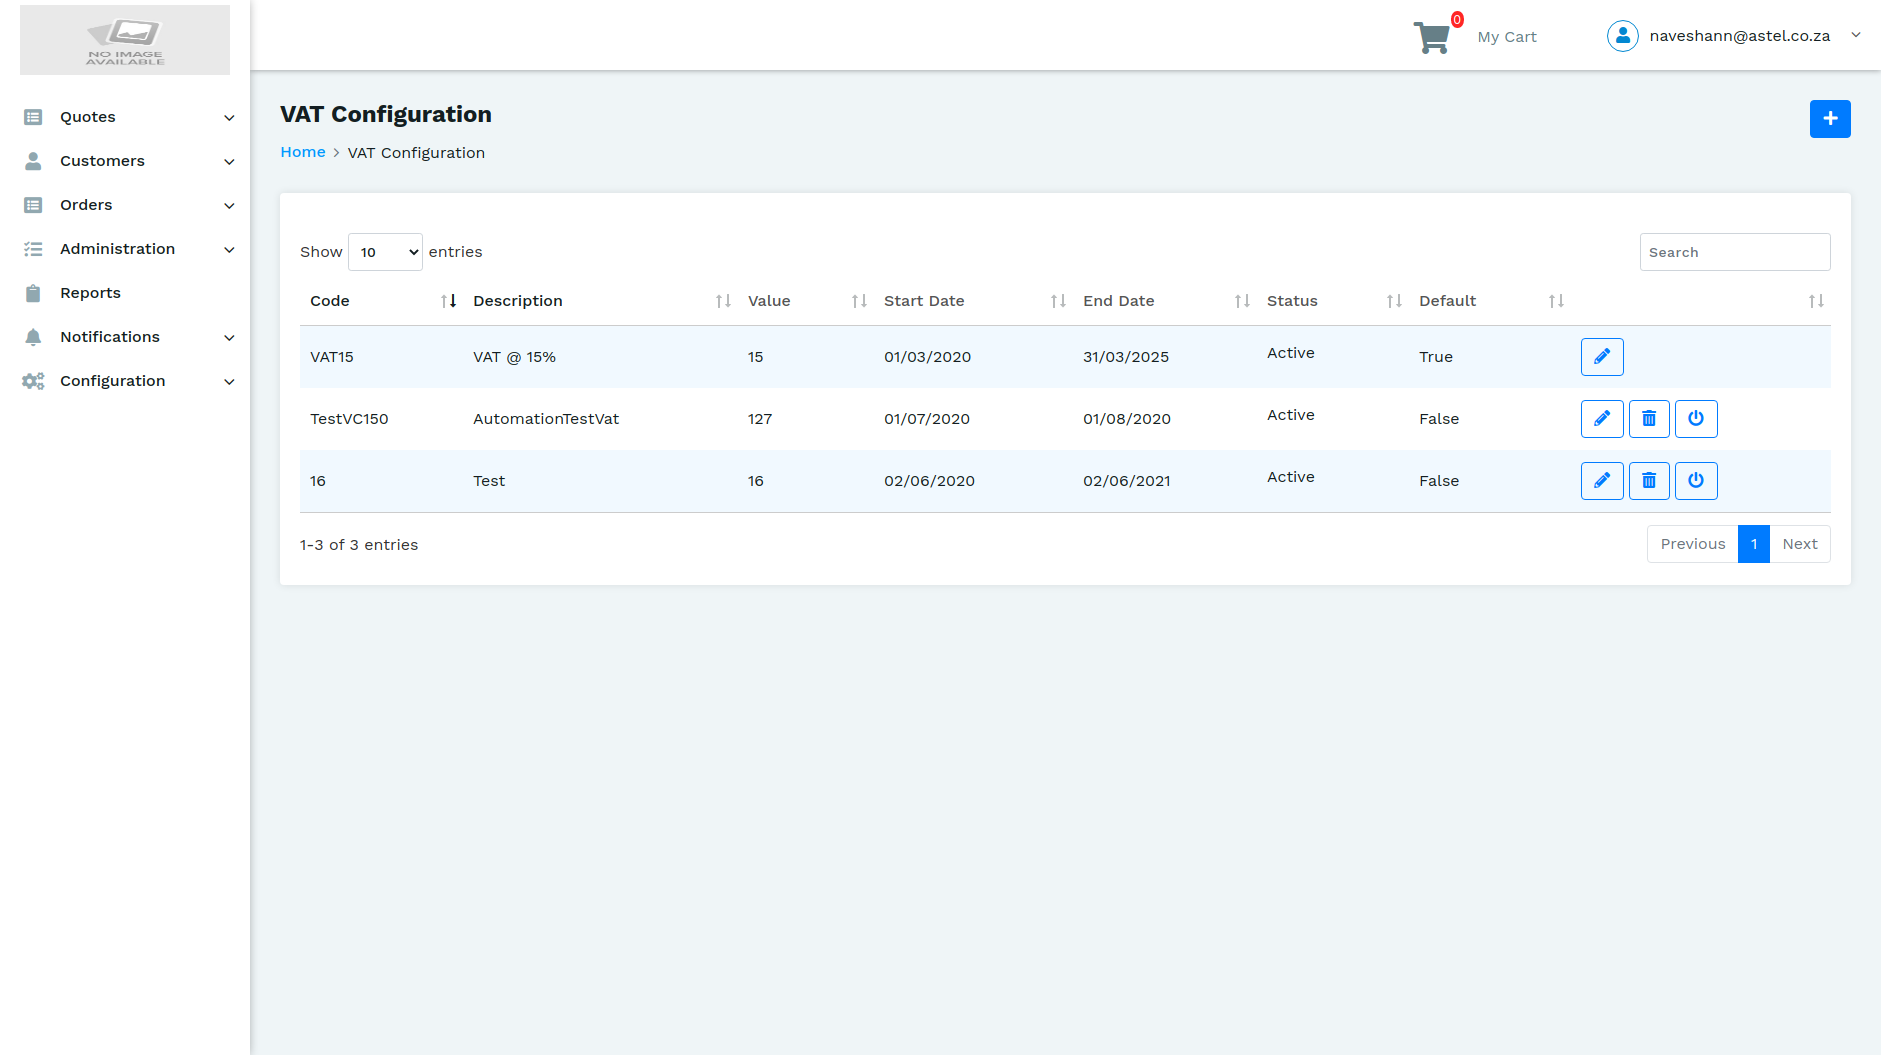 NO IMAGE
AVAILABLE
0
My Cart
naveshann@astel.co.za
Quotes
Customers
Orders
Administration
Reports
Notifications
Configuration
VAT Configuration
Home > VAT Configuration
Show 10 entries
Search
Code Description Value Start Date End Date Status Default
VAT15 VAT @ 15% 15 01/03/2020 31/03/2025 Active True
TestVC150 AutomationTestVat 127 01/07/2020 01/08/2020 Active False
16 Test 16 02/06/2020 02/06/2021 Active False
1-3 of 3 entries
Previous 1 Next